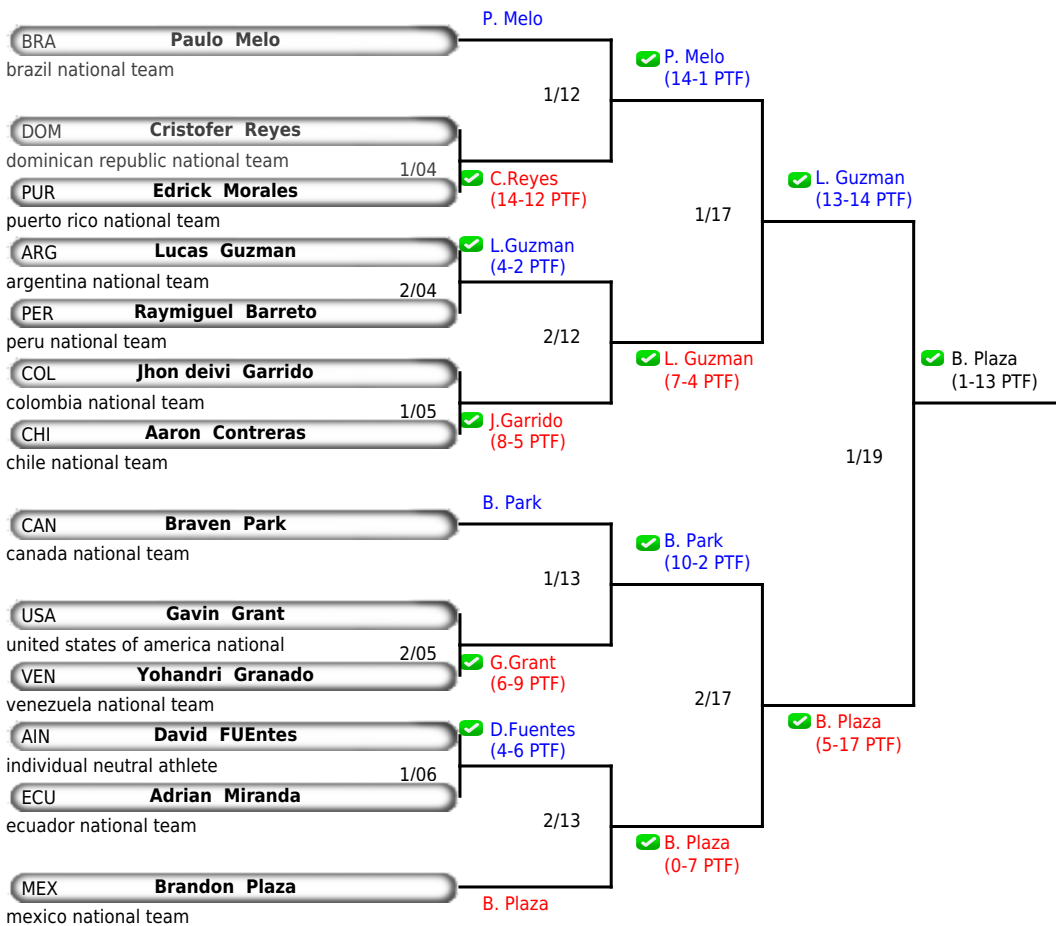 P. Melo
BRA Paulo Melo
brazil national team
P. Melo
(14-1 PTF)
1/12
DOM Cristofer Reyes
dominican republic national team
1/04
C.Reyes
(14-12 PTF)
PUR Edrick Morales
puerto rico national team
L. Guzman
(13-14 PTF)
1/17
ARG Lucas Guzman
argentina national team
L.Guzman
(4-2 PTF)
2/04
PER Raymiguel Barreto
peru national team
2/12
L. Guzman
(7-4 PTF)
B. Plaza
(1-13 PTF)
COL Jhon deivi Garrido
colombia national team
1/05
J.Garrido
(8-5 PTF)
CHI Aaron Contreras
chile national team
1/19
B. Park
CAN Braven Park
canada national team
B. Park
(10-2 PTF)
1/13
USA Gavin Grant
united states of america national
2/05
G.Grant
(6-9 PTF)
VEN Yohandri Granado
venezuela national team
2/17
B. Plaza
(5-17 PTF)
AIN David FUEntes
individual neutral athlete
D.Fuentes
(4-6 PTF)
1/06
ECU Adrian Miranda
ecuador national team
2/13
B. Plaza
(0-7 PTF)
MEX Brandon Plaza
mexico national team
B. Plaza